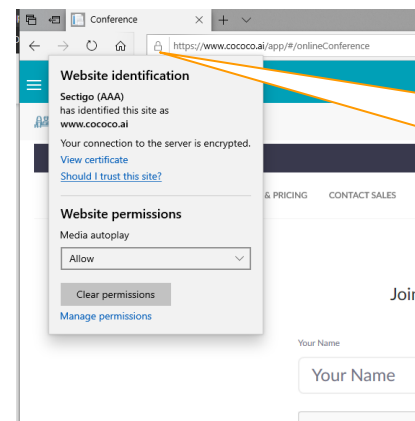 Conference
https://www.cococo.ai/app/#/onlineConference
Website identification
Sectigo (AAA)
has identified this site as
www.cococo.ai
Your connection to the server is encrypted.
View certificate
Should I trust this site?
& PRICING CONTACT SALES
Website permissions
Media autoplay
Allow
Clear permissions
Manage permissions
Join
Your Name
Your Name